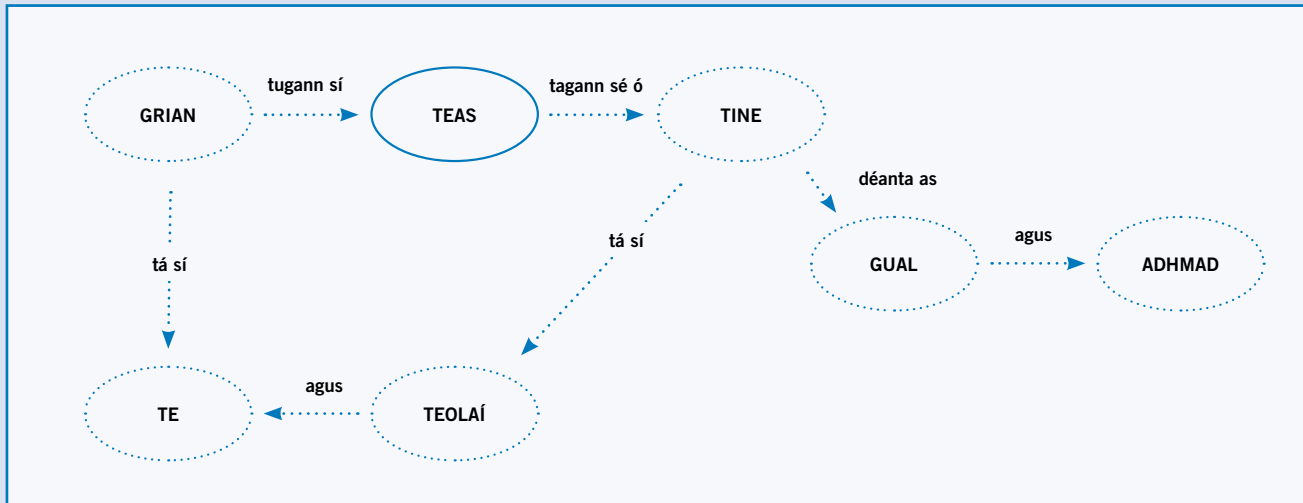 tugann sí
tagann sé ó
GRIAN
TEAS
TINE
déanta as
tá sí
agus
tá sí
GUAL
ADHMAD
agus
TE
TEOLAÍ